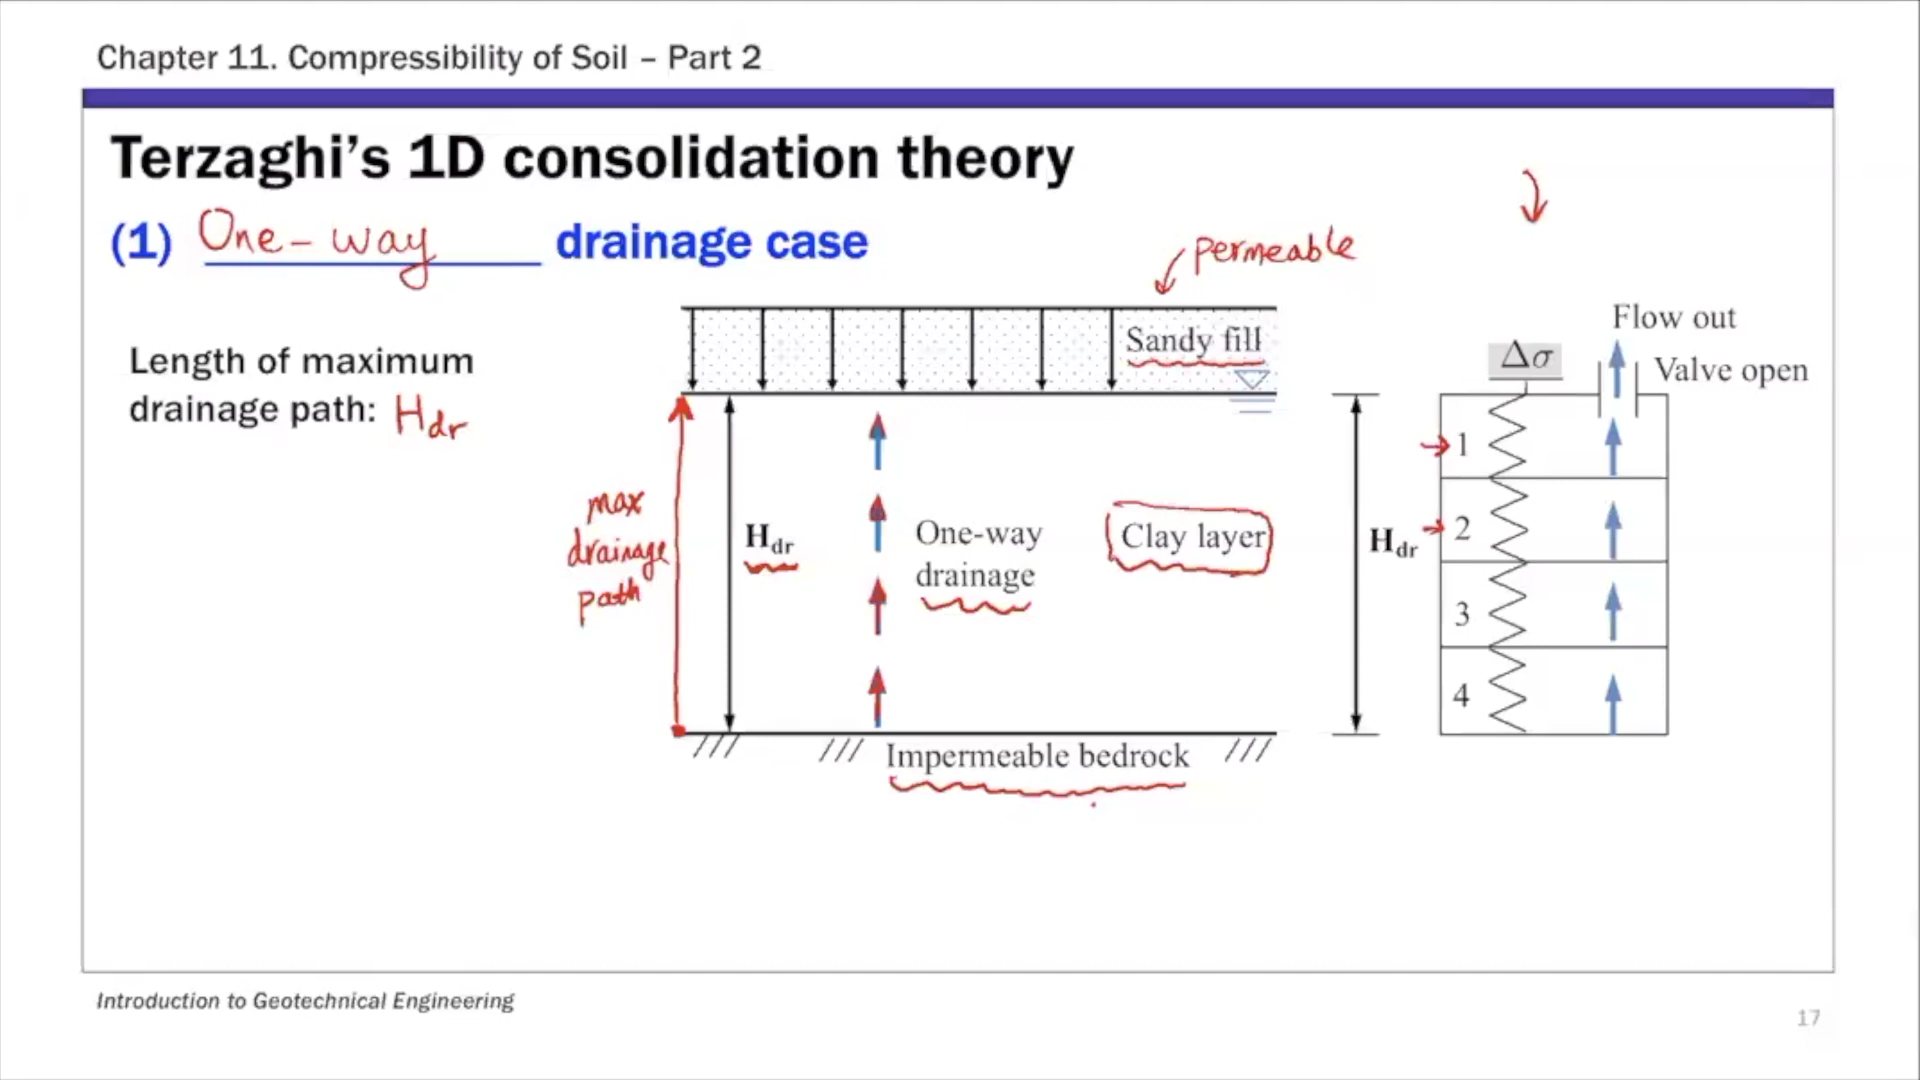 Chapter 11. Compressibility of Soil – Part 2
Terzaghi's 1D consolidation theory
(1) One-way drainage case
permeable
Length of maximum
drainage path: Hdr
Sandy fill
max
drainage
path
Hdr
One-way
drainage
Clay layer
Impermeable bedrock
Flow out
Δσ
Valve open
Hdr
1
2
3
4
Introduction to Geotechnical Engineering
17